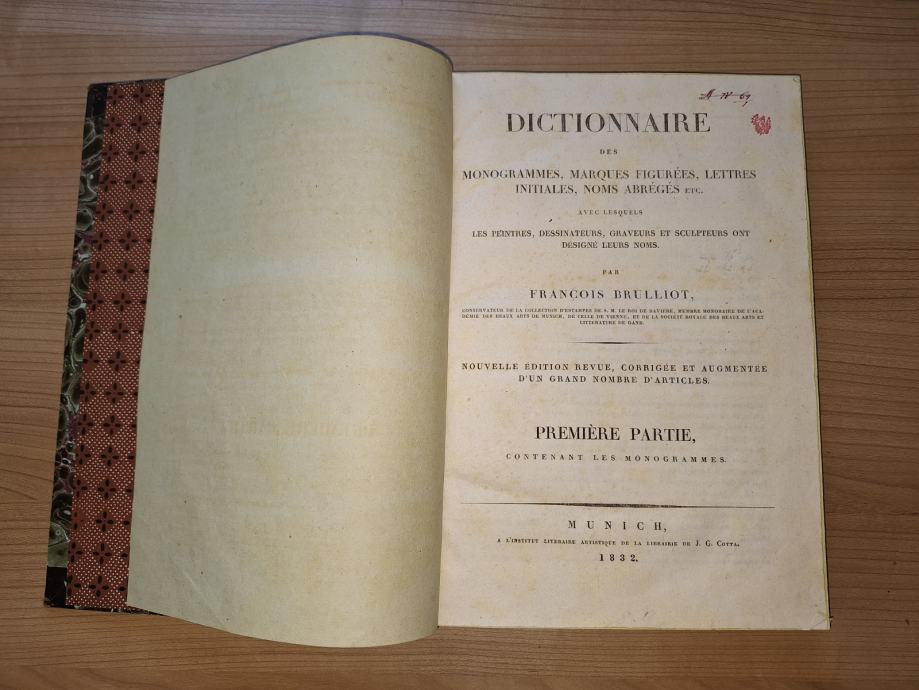 DICTIONNAIRE
DES
MONOGRAMMES, MARQUES FIGURÉES, LETTRES
INITIALES, NOMS ABRÉGÉS ETC.
AVEC LESQUELS
LES PEINTRES, DESSINATEURS, GRAVEURS ET SCULPTEURS ONT
DÉSIGNÉ LEURS NOMS.
PAR
FRANCOIS BRULLIOT,
CONSERVATEUR DE LA COLLECTION D'ESTAMPES DE S. M. LE ROI DE BAVIERE, MEMBRE HONORAIRE DE L'ACA-
DÉMIE DES BEAUX ARTS DE MUNICH, DE CELLE DE VIENNE, ET DE LA SOCIÉTÉ ROYALE DES BEAUX ARTS ET
LITTERATURE DE GAND.
NOUVELLE ÉDITION REVUE, CORRIGÉE ET AUGMENTÉE
D'UN GRAND NOMBRE D'ARTICLES.
PREMIÈRE PARTIE,
CONTENANT LES MONOGRAMMES.
MUNICH,
A L'INSTITUT LITERAIRE ARTISTIQUE DE LA LIBRAIRIE DE J. G. COTTA.
1832.